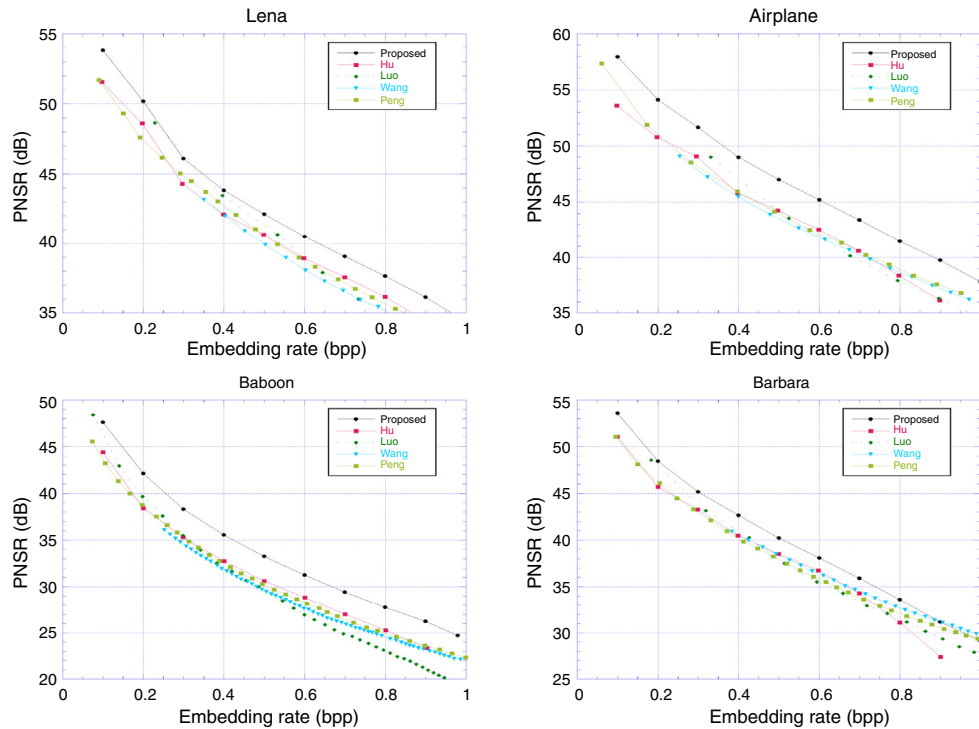 Lena
55
50
45
40
35
PNSR (dB)
0
0.2
0.4
0.6
0.8
1
Embedding rate (bpp)
Proposed
Hu
Luo
Wang
Peng
Airplane
60
55
50
45
40
35
PNSR (dB)
0
0.2
0.4
0.6
0.8
Embedding rate (bpp)
Proposed
Hu
Luo
Wang
Peng
Baboon
50
45
40
35
30
25
20
PNSR (dB)
0
0.2
0.4
0.6
0.8
1
Embedding rate (bpp)
Proposed
Hu
Luo
Wang
Peng
Barbara
55
50
45
40
35
30
25
PNSR (dB)
0
0.2
0.4
0.6
0.8
Embedding rate (bpp)
Proposed
Hu
Luo
Wang
Peng